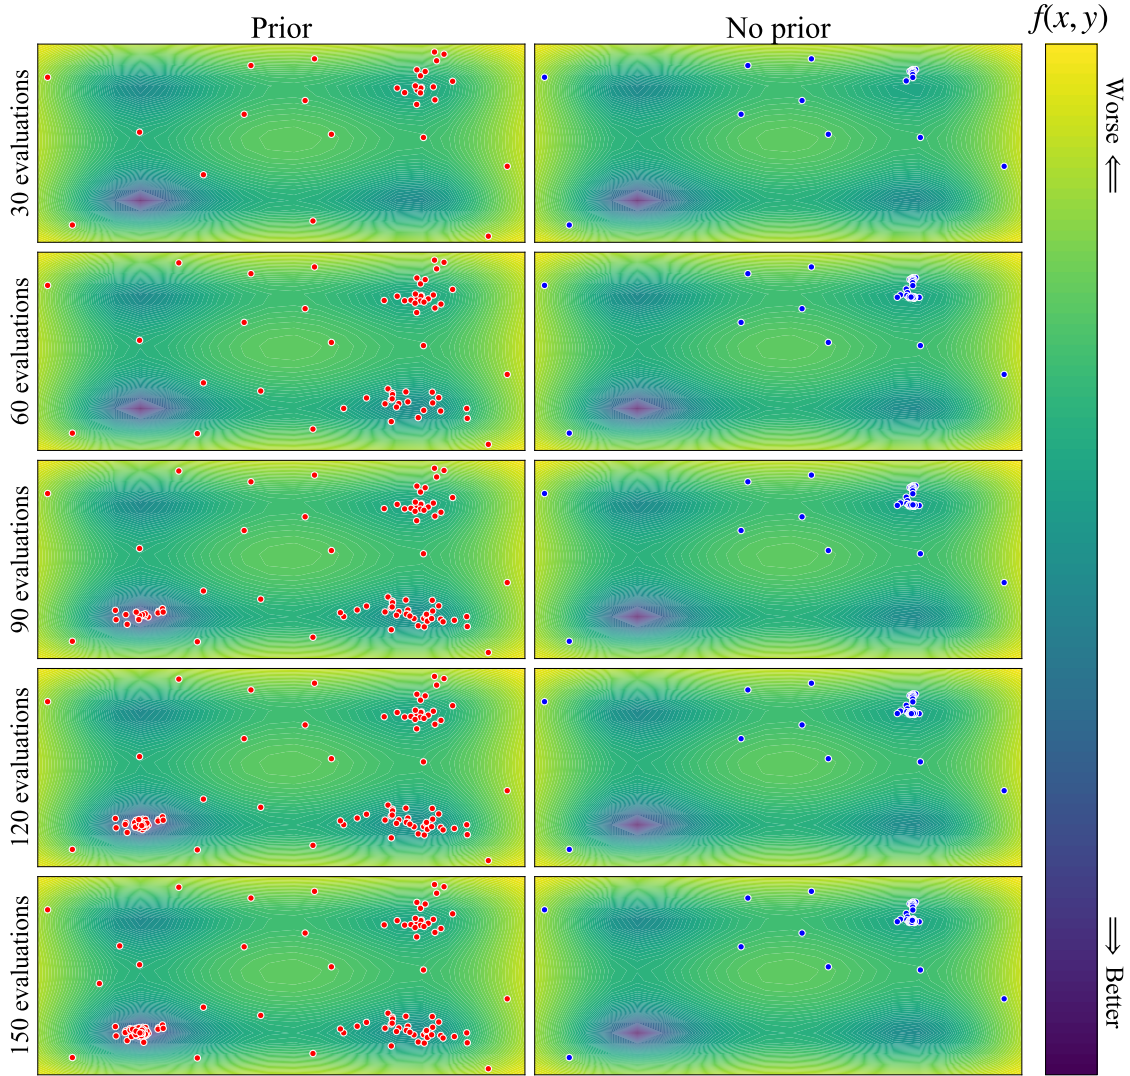 Prior
No prior
f(x, y)
30 evaluations
60 evaluations
90 evaluations
120 evaluations
150 evaluations
Worse ⇐
⇒ Better